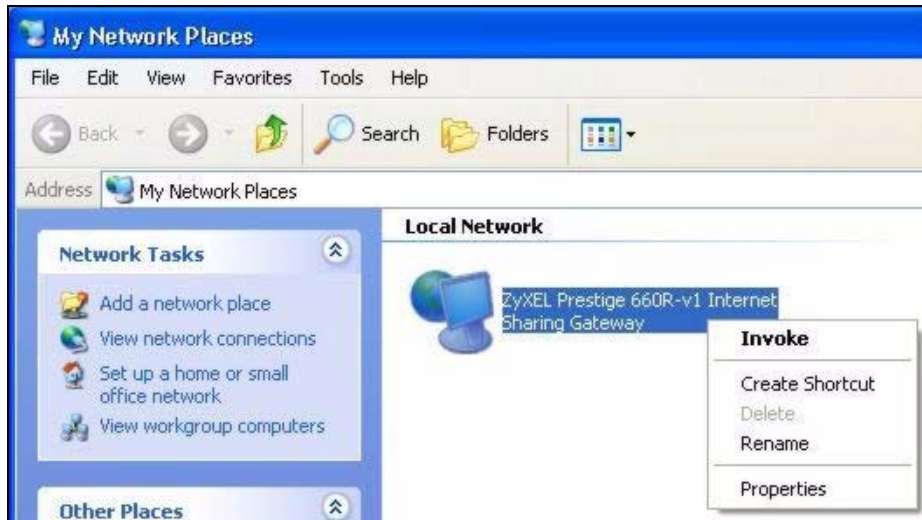 My Network Places
File Edit View Favorites Tools Help
Back Search Folders
Address My Network Places
Network Tasks
Add a network place
View network connections
Set up a home or small
office network
View workgroup computers
Other Places
Local Network
ZyXEL Prestige 660R-v1 Internet
Sharing Gateway
Invoke
Create Shortcut
Delete
Rename
Properties